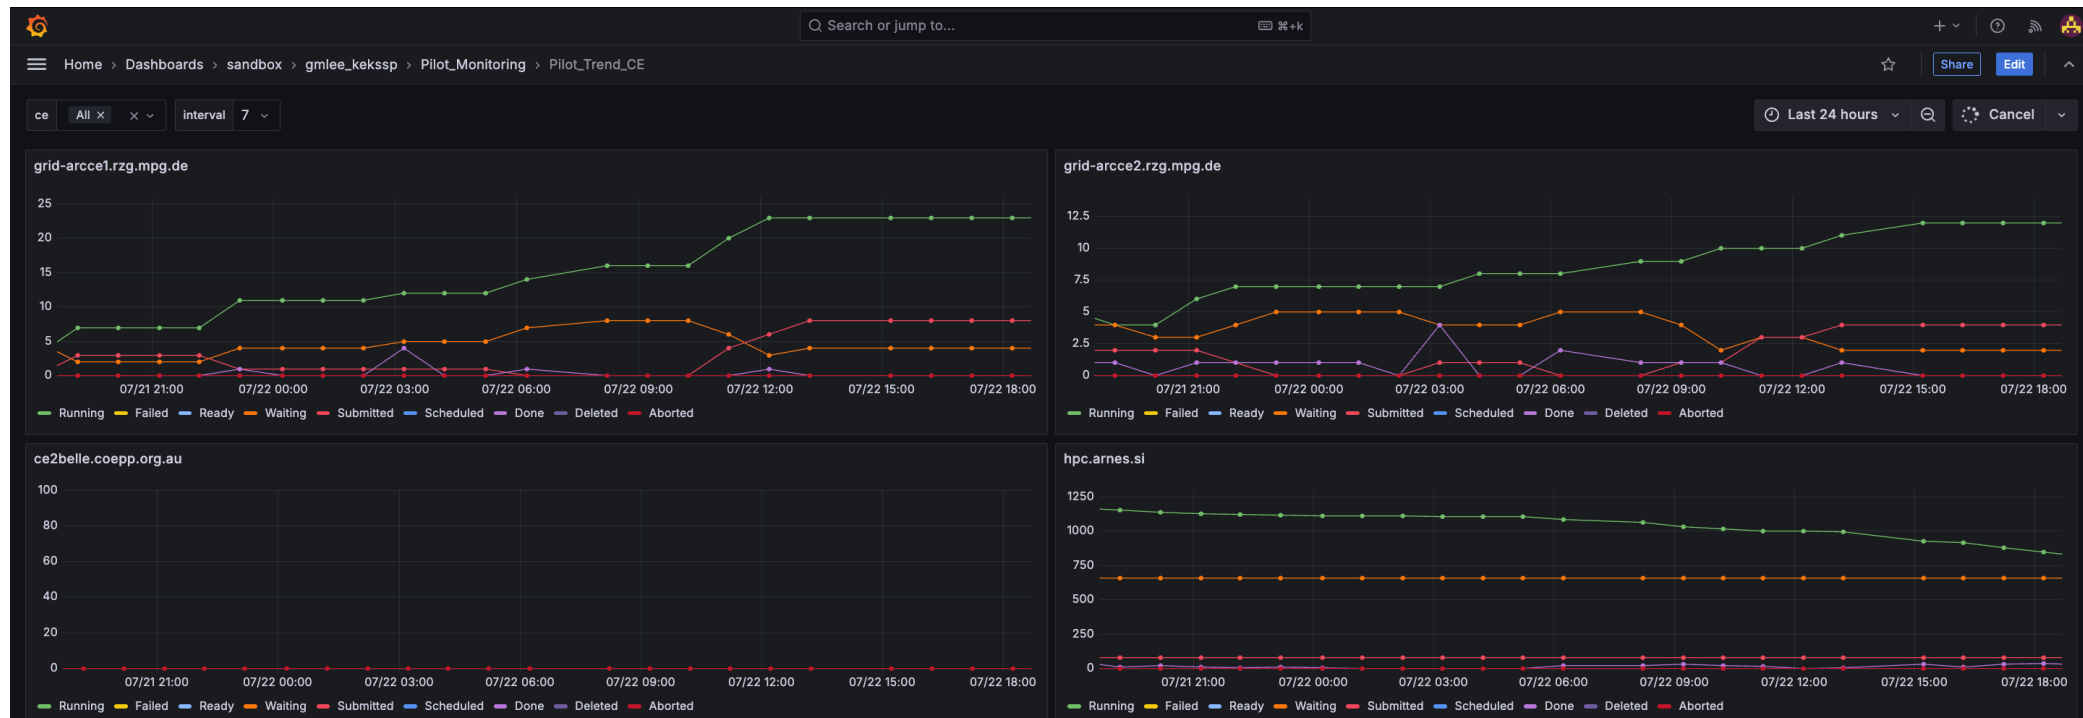 Search or jump to... ⌘+k
Home › Dashboards › sandbox › gmlee_kekssp › Pilot_Monitoring › Pilot_Trend_CE
Share Edit
ce All × interval 7
Last 24 hours Cancel
grid-arcce1.rzg.mpg.de
25
20
15
10
5
0
07/21 21:00 07/22 00:00 07/22 03:00 07/22 06:00 07/22 09:00 07/22 12:00 07/22 15:00 07/22 18:00
Running Failed Ready Waiting Submitted Scheduled Done Deleted Aborted
grid-arcce2.rzg.mpg.de
12.5
10
7.5
5
2.5
0
07/21 21:00 07/22 00:00 07/22 03:00 07/22 06:00 07/22 09:00 07/22 12:00 07/22 15:00 07/22 18:00
Running Failed Ready Waiting Submitted Scheduled Done Deleted Aborted
ce2belle.coepp.org.au
100
80
60
40
20
0
07/21 21:00 07/22 00:00 07/22 03:00 07/22 06:00 07/22 09:00 07/22 12:00 07/22 15:00 07/22 18:00
Running Failed Ready Waiting Submitted Scheduled Done Deleted Aborted
hpc.arnes.si
1250
1000
750
500
250
0
07/21 21:00 07/22 00:00 07/22 03:00 07/22 06:00 07/22 09:00 07/22 12:00 07/22 15:00 07/22 18:00
Running Failed Ready Waiting Submitted Scheduled Done Deleted Aborted